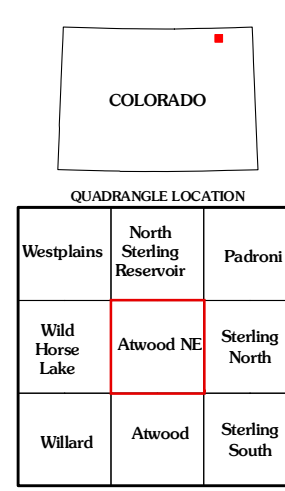 COLORADO
QUADRANGLE LOCATION
Westplains
North
Sterling
Reservoir
Padroni
Wild
Horse
Lake
Atwood NE
Sterling
North
Willard
Atwood
Sterling
South